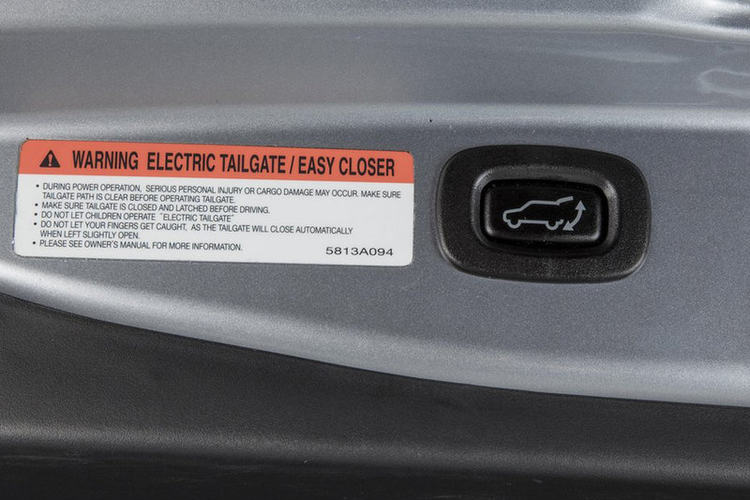 WARNING ELECTRIC TAILGATE / EASY CLOSER
• DURING POWER OPERATION, SERIOUS PERSONAL INJURY OR CARGO DAMAGE MAY OCCUR. MAKE SURE
TAILGATE PATH IS CLEAR BEFORE OPERATING TAILGATE.
• MAKE SURE TAILGATE IS CLOSED AND LATCHED BEFORE DRIVING.
• DO NOT LET CHILDREN OPERATE "ELECTRIC TAILGATE"
• DO NOT LET YOUR FINGERS GET CAUGHT, AS THE TAILGATE WILL CLOSE AUTOMATICALLY
WHEN LEFT SLIGHTLY OPEN.
• PLEASE SEE OWNER'S MANUAL FOR MORE INFORMATION.
5813A094